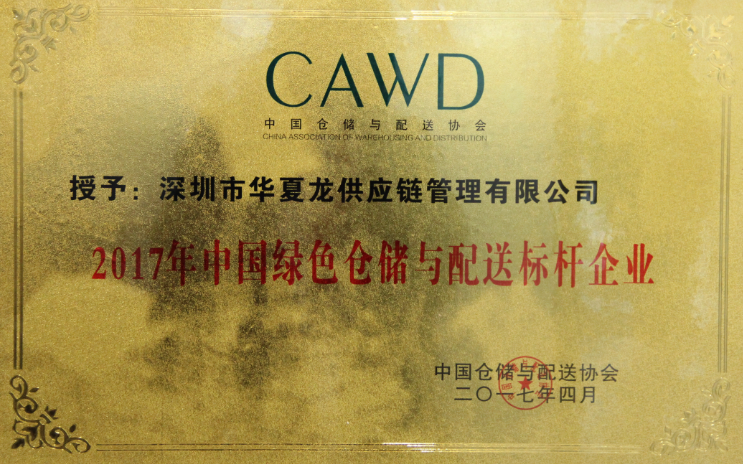 CAWD
中国仓储与配送协会
CHINA ASSOCIATION OF WAREHOUSING AND DISTRIBUTION
授予：深圳市华夏龙供应链管理有限公司
2017年中国绿色仓储与配送标杆企业
中国仓储与配送协会
二〇一七年四月